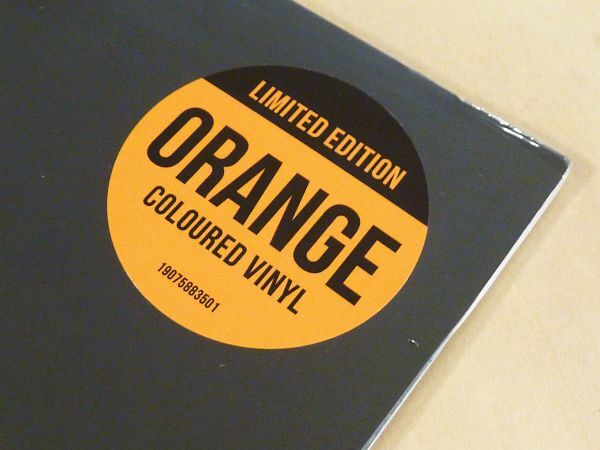 LIMITED EDITION
ORANGE
COLOURED VINYL
19075883501